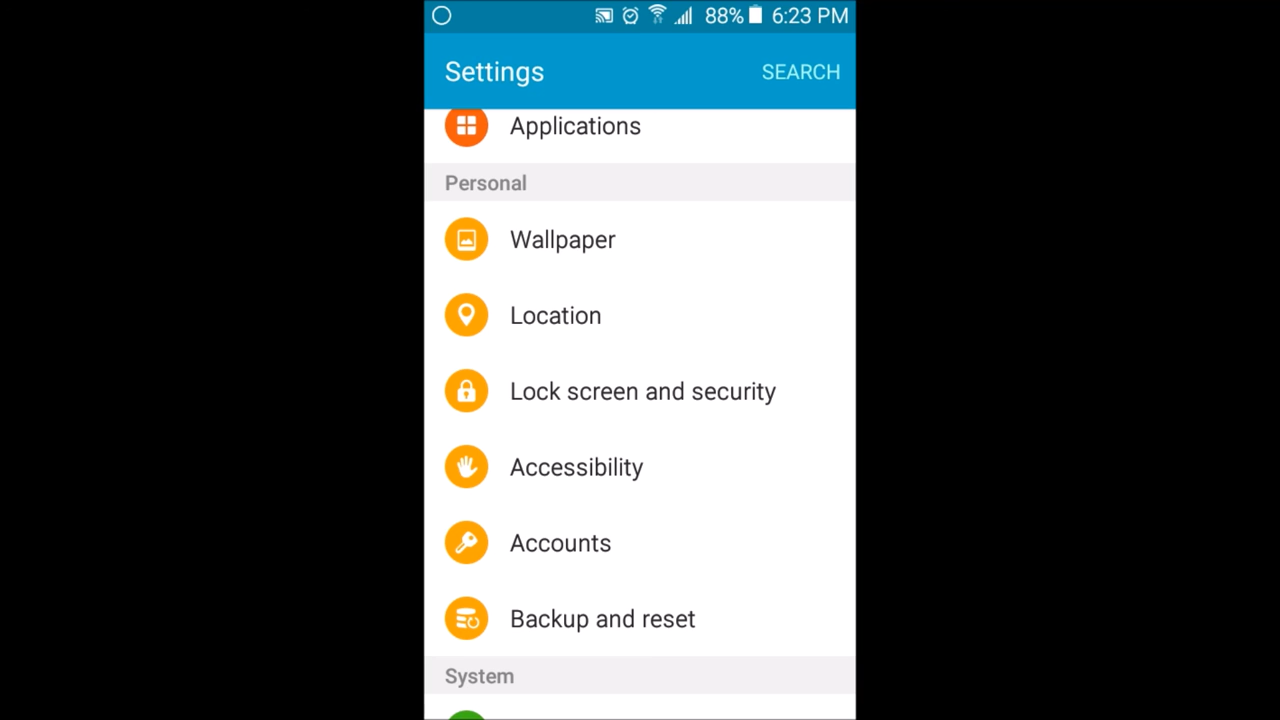 88% 6:23 PM
Settings SEARCH
Applications
Personal
Wallpaper
Location
Lock screen and security
Accessibility
Accounts
Backup and reset
System